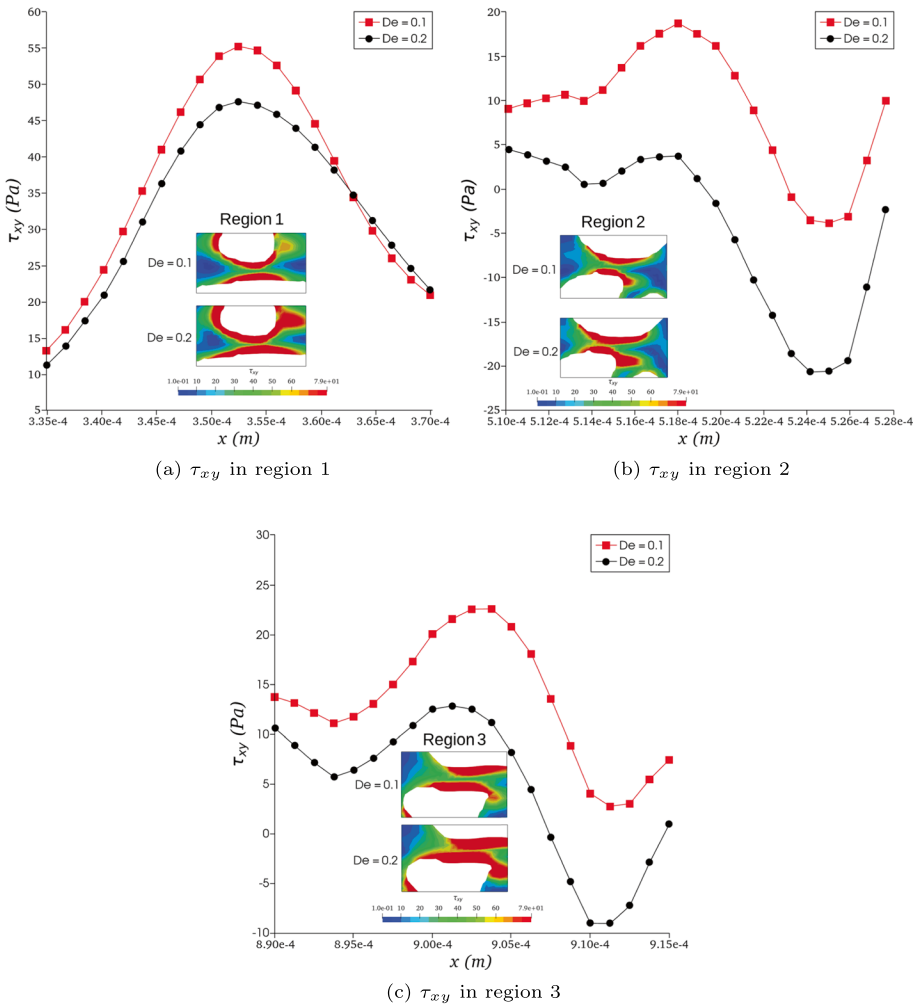 60
55
50
45
40
35
30
25
20
15
10
5
τxy (Pa)
De = 0.1
De = 0.2
Region 1
De = 0.1
De = 0.2
τxy
1.0e-01 10 20 30 40 50 60 7.9e+01
3.35e-4 3.40e-4 3.45e-4 3.50e-4 3.55e-4 3.60e-4 3.65e-4 3.70e-4
x (m)
(a) τxy in region 1
20
15
10
5
0
-5
-10
-15
-20
-25
τxy (Pa)
De = 0.1
De = 0.2
Region 2
De = 0.1
De = 0.2
τxy
1.0e-01 10 20 30 40 50 60 7.9e+01
5.10e-4 5.12e-4 5.14e-4 5.16e-4 5.18e-4 5.20e-4 5.22e-4 5.24e-4 5.26e-4 5.28e-4
x (m)
(b) τxy in region 2
30
25
20
15
10
5
0
-5
-10
τxy (Pa)
De = 0.1
De = 0.2
Region 3
De = 0.1
De = 0.2
τxy
1.0e-01 10 20 30 40 50 60 7.9e+01
8.90e-4 8.95e-4 9.00e-4 9.05e-4 9.10e-4 9.15e-4
x (m)
(c) τxy in region 3